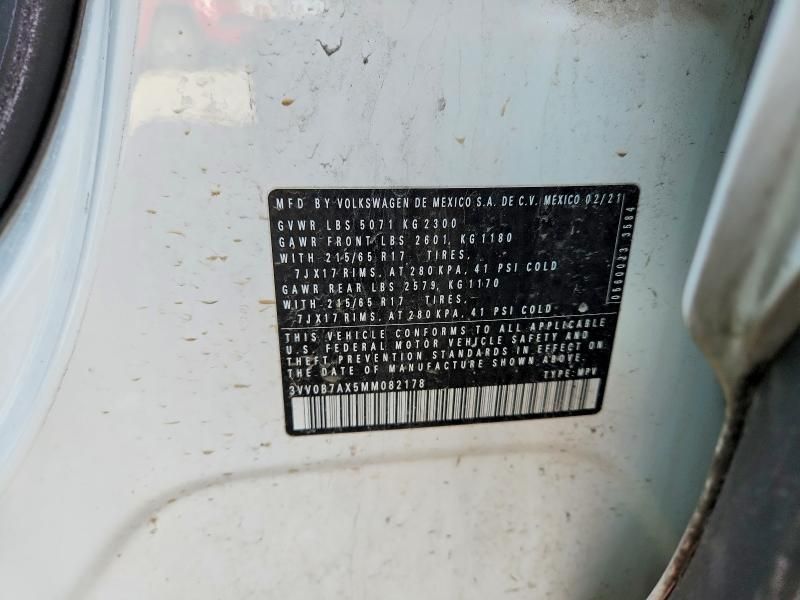 MFD BY VOLKSWAGEN DE MEXICO S.A. DE C.V. MEXICO 02/21
GVWR LBS 5071 KG 2300
GAWR FRONT LBS 2601, KG 1180
WITH 215/65 R17 TIRES,
7JX17 RIMS, AT 280 KPA, 41 PSI COLD
GAWR REAR LBS 2579, KG 1170
WITH 215/65 R17 TIRES,
7JX17 RIMS, AT 280 KPA, 41 PSI COLD
THIS VEHICLE CONFORMS TO ALL APPLICABLE
U.S. FEDERAL MOTOR VEHICLE SAFETY AND
THEFT PREVENTION STANDARDS IN EFFECT ON
THE DATE OF MANUFACTURE SHOWN ABOVE.
3VV0B7AX5MM082178 TYPE: MPV
0560023 3684